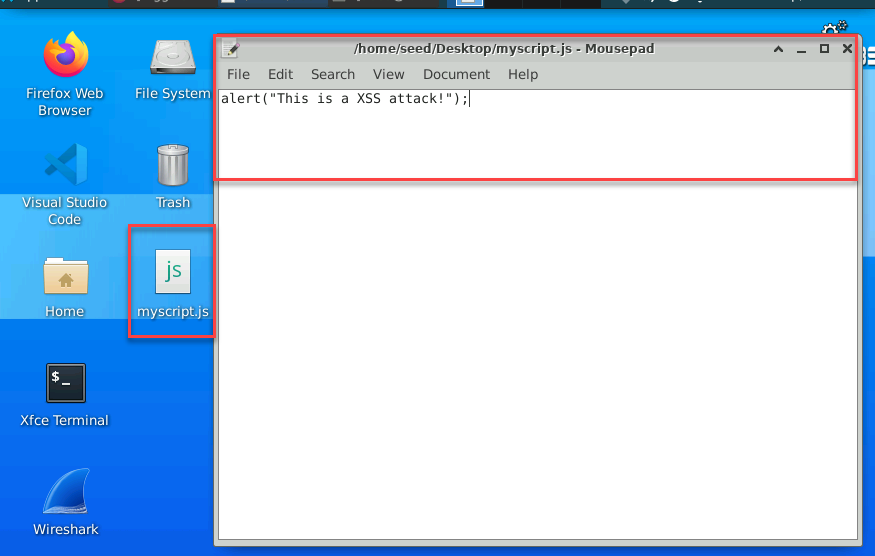 /home/seed/Desktop/myscript.js - Mousepad
File Edit Search View Document Help
alert("This is a XSS attack!");
Firefox Web
Browser
File System
Visual Studio
Code
Trash
Home
js
myscript.js
$_
Xfce Terminal
Wireshark